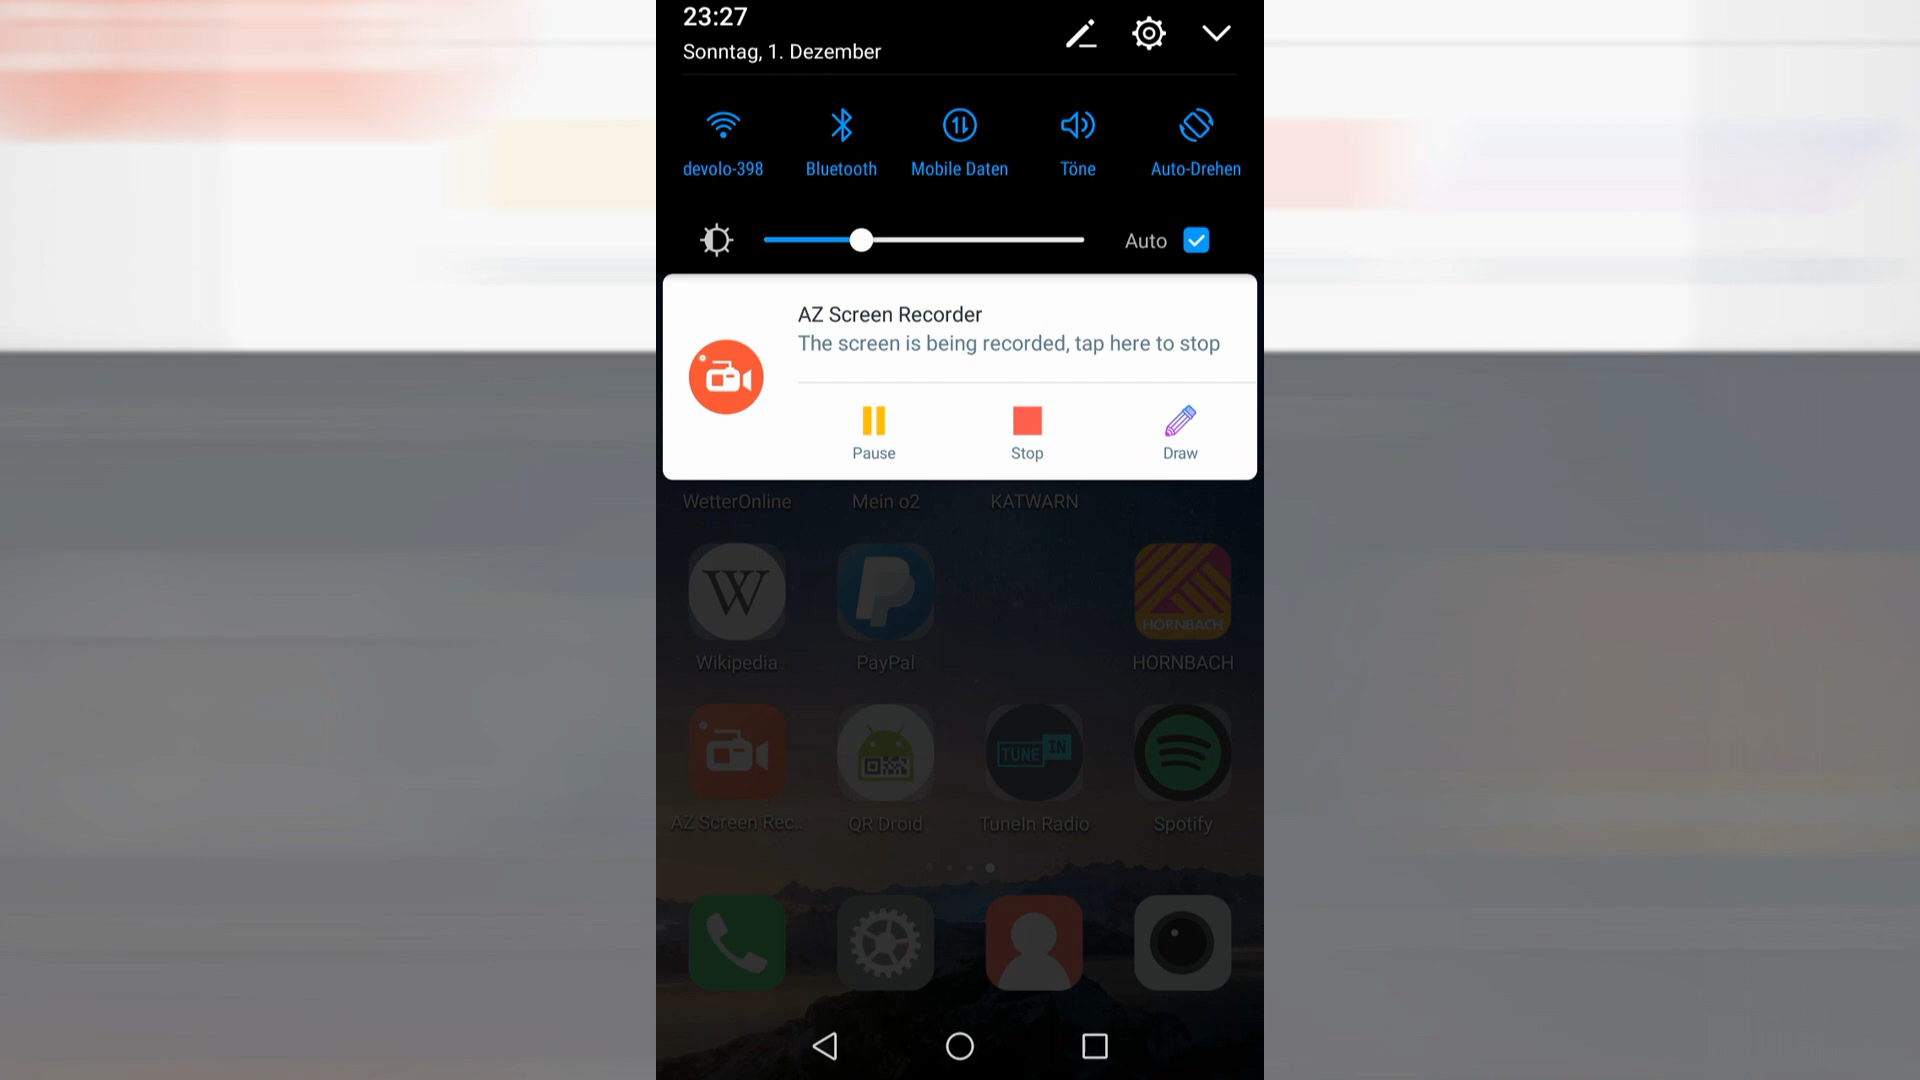 23:27
Sonntag, 1. Dezember
devolo-398 Bluetooth Mobile Daten Töne Auto-Drehen
Auto
AZ Screen Recorder
The screen is being recorded, tap here to stop
Pause Stop Draw
WetterOnline Mein o2 KATWARN
W HORNBACH
Wikipedia PayPal HORNBACH
TUNE IN
AZ Screen Rec.. QR Droid TuneIn Radio Spotify